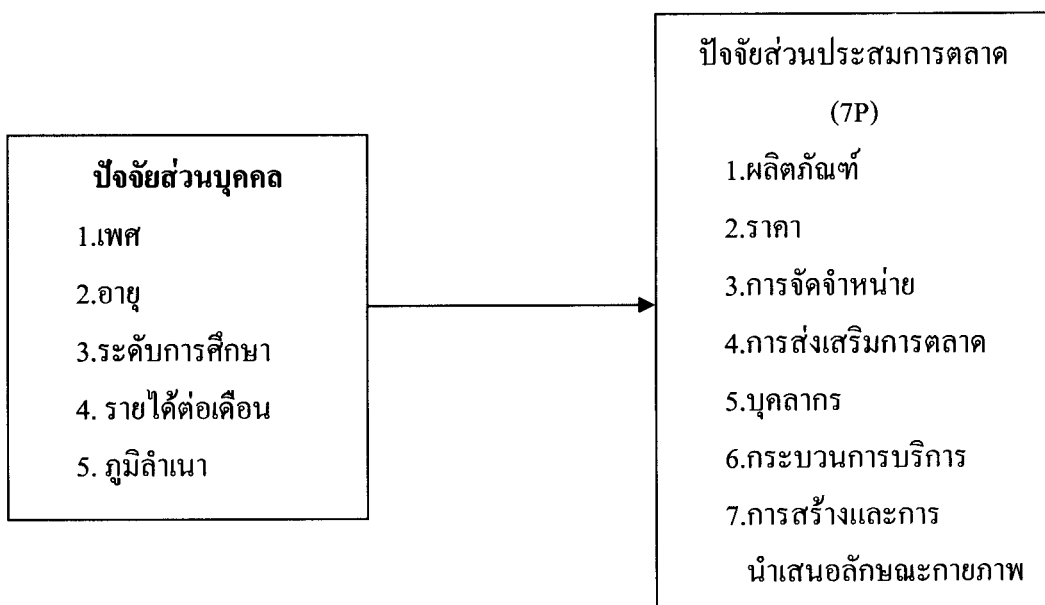 ปัจจัยส่วนบุคคล
1.เพศ
2.อายุ
3.ระดับการศึกษา
4. รายได้ต่อเดือน
5. ภูมิลำเนา
ปัจจัยส่วนประสมการตลาด
(7P)
1.ผลิตภัณฑ์
2.ราคา
3.การจัดจำหน่าย
4.การส่งเสริมการตลาด
5.บุคลากร
6.กระบวนการบริการ
7.การสร้างและการ
นำเสนอลักษณะกายภาพ